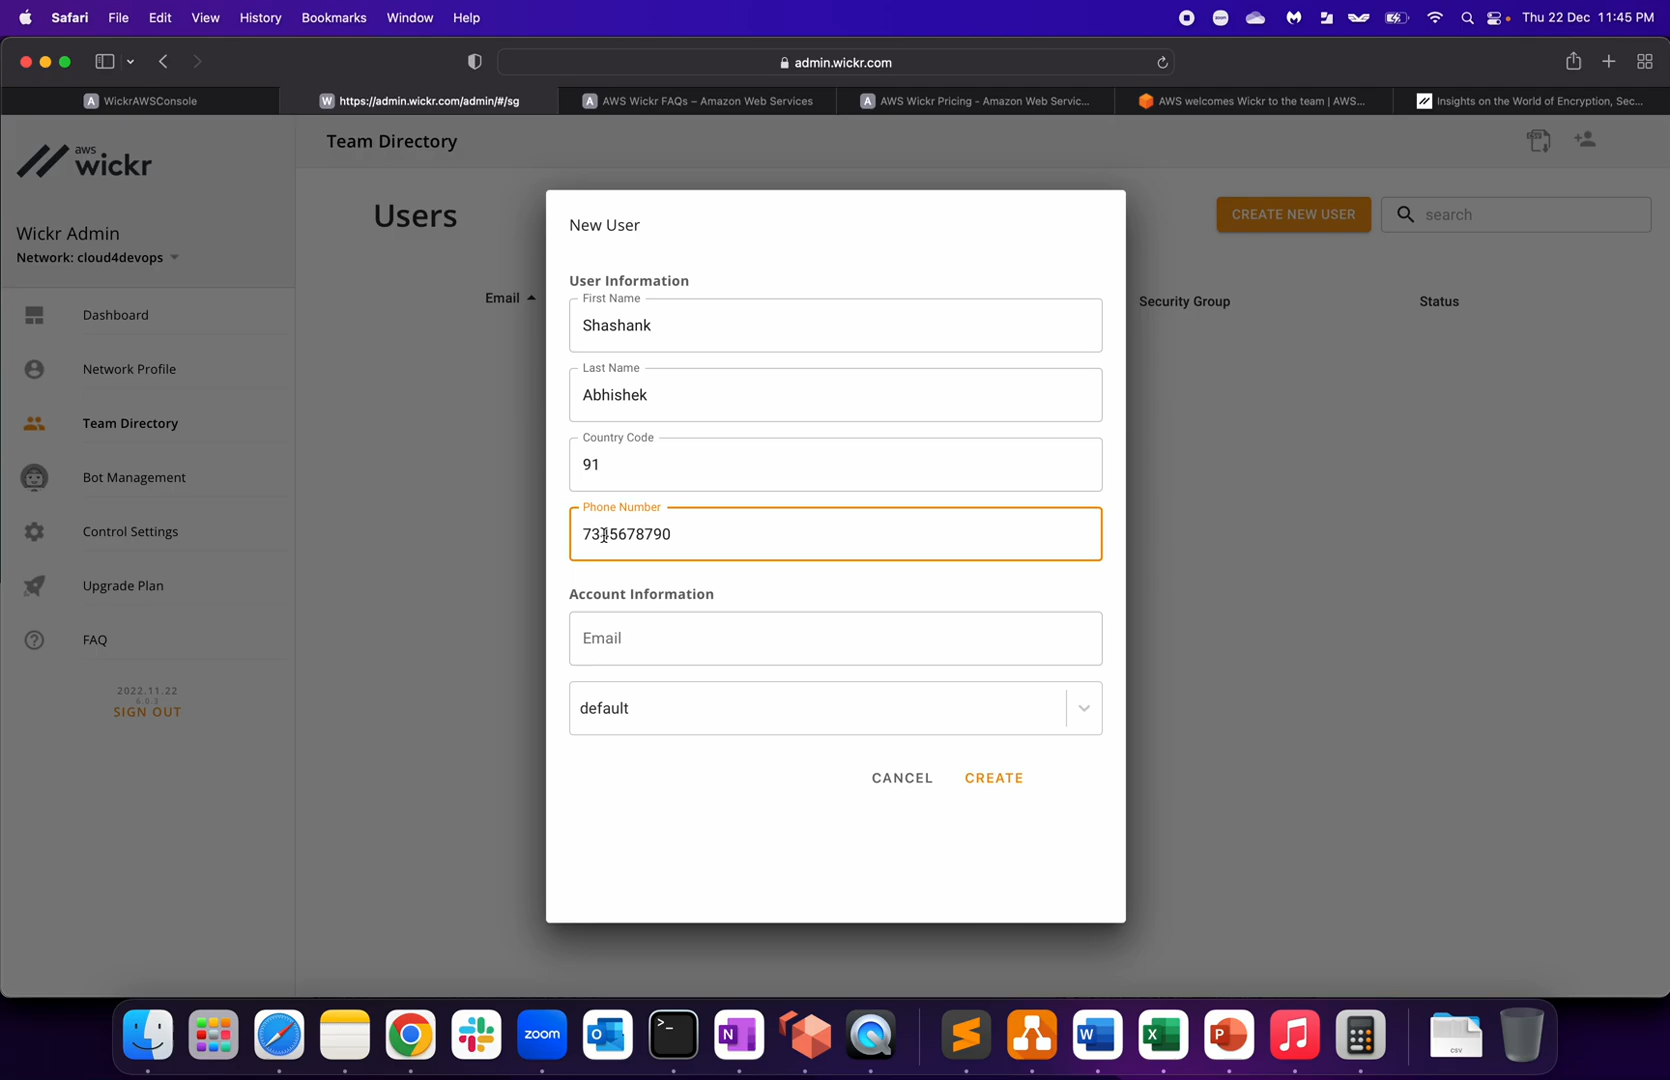 Safari File Edit View History Bookmarks Window Help Thu 22 Dec 11:45 PM
admin.wickr.com
WickrAWSConsole
https://admin.wickr.com/admin/#/sg
AWS Wickr FAQs – Amazon Web Services
AWS Wickr Pricing - Amazon Web Servic...
AWS welcomes Wickr to the team | AWS...
Insights on the World of Encryption, Sec...
aws
wickr
Team Directory
Wickr Admin
Network: cloud4devops
Dashboard
Network Profile
Team Directory
Bot Management
Control Settings
Upgrade Plan
FAQ
2022.11.22
6.0.3
SIGN OUT
Users
CREATE NEW USER
search
Email
Security Group
Status
New User
User Information
First Name
Shashank
Last Name
Abhishek
Country Code
91
Phone Number
Account Information
Email
default
CANCEL CREATE
zoom
CSV